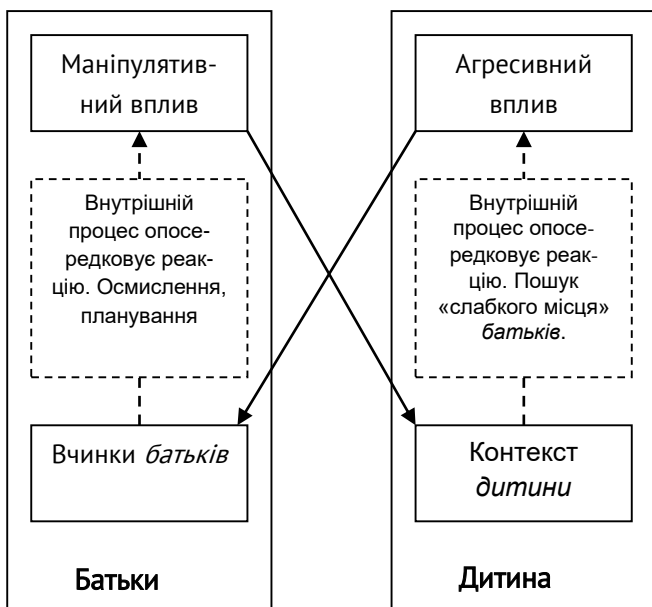 Маніпулятив-
ний вплив
Внутрішній
процес опосе-
редковує реак-
цію. Осмислення,
планування
Вчинки батьків
Батьки
Агресивний
вплив
Внутрішній
процес опосе-
редковує реак-
цію. Пошук
«слабкого місця»
батьків.
Контекст
дитини
Дитина